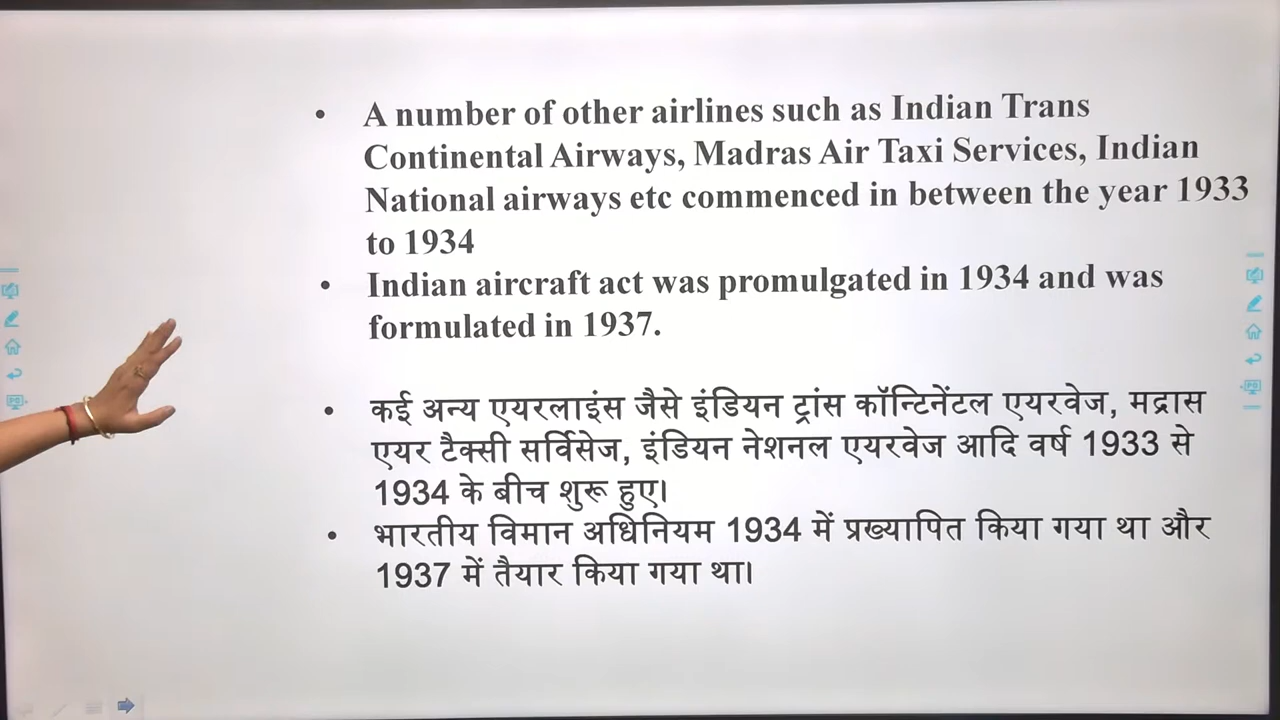 • A number of other airlines such as Indian Trans
Continental Airways, Madras Air Taxi Services, Indian
National airways etc commenced in between the year 1933
to 1934
• Indian aircraft act was promulgated in 1934 and was
formulated in 1937.
• कई अन्य एयरलाइंस जैसे इंडियन ट्रांस कॉन्टिनेंटल एयरवेज, मद्रास
एयर टैक्सी सर्विसेज, इंडियन नेशनल एयरवेज आदि वर्ष 1933 से
1934 के बीच शुरू हुए।
• भारतीय विमान अधिनियम 1934 में प्रख्यापित किया गया था और
1937 में तैयार किया गया था।